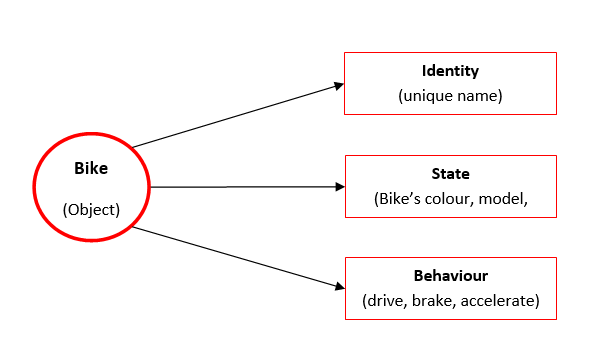 Bike
(Object)
Identity
(unique name)
State
(Bike’s colour, model,
Behaviour
(drive, brake, accelerate)